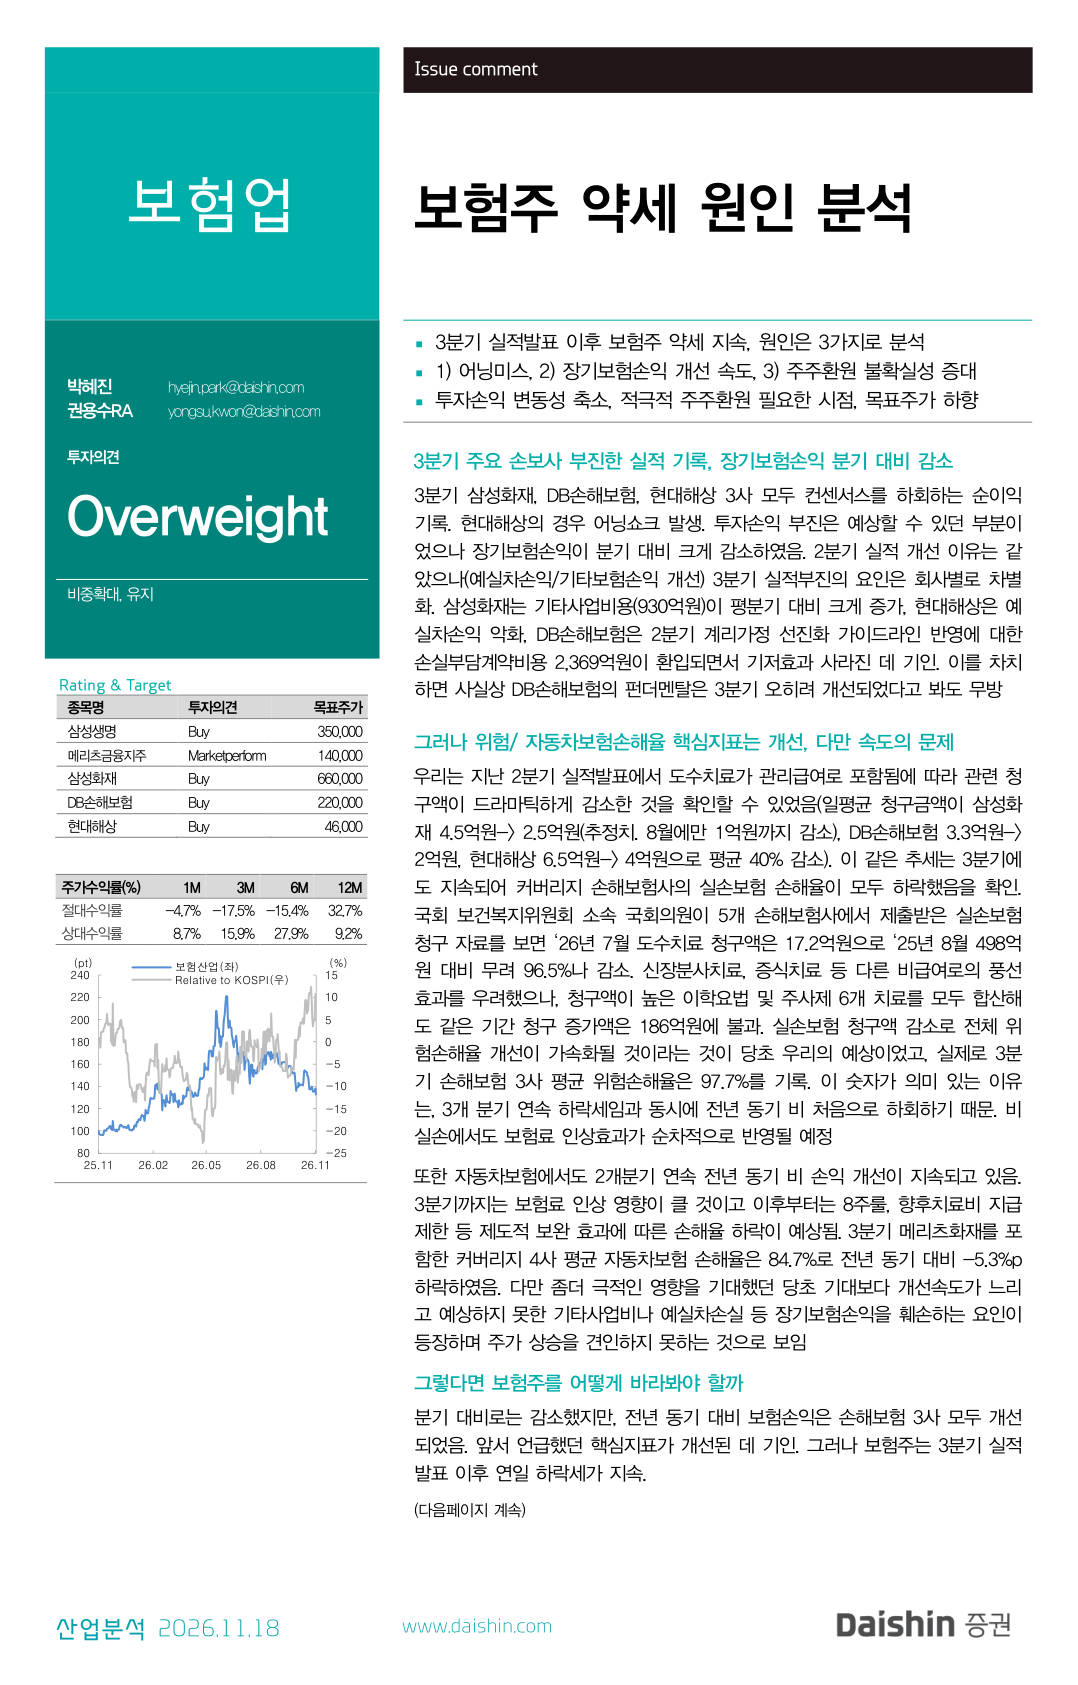 Issue comment
보험업
보험주 약세 원인 분석
▪ 3분기 실적발표 이후 보험주 약세 지속, 원인은 3가지로 분석
▪ 1) 어닝미스, 2) 장기보험손익 개선 속도, 3) 주주환원 불확실성 증대
▪ 투자손익 변동성 축소, 적극적 주주환원 필요한 시점, 목표주가 하향
박혜진 hyejin.park@daishin.com
권용수RA yongsu.kwon@daishin.com
투자의견
Overweight
비중확대, 유지
Rating & Target
종목명 투자의견 목표주가
삼성생명 Buy 350,000
메리츠금융지주 Marketperform 140,000
삼성화재 Buy 660,000
DB손해보험 Buy 220,000
현대해상 Buy 46,000
주가수익률(%) 1M 3M 6M 12M
절대수익률 -4.7% -17.5% -15.4% 32.7%
상대수익률 8.7% 15.9% 27.9% 9.2%
(pt) (%)
보험산업(좌)
Relative to KOSPI(우)
240 15
220 10
200 5
180 0
160 -5
140 -10
120 -15
100 -20
80 -25
25.11 26.02 26.05 26.08 26.11
3분기 주요 손보사 부진한 실적 기록, 장기보험손익 분기 대비 감소
3분기 삼성화재, DB손해보험, 현대해상 3사 모두 컨센서스를 하회하는 순이익
기록. 현대해상의 경우 어닝쇼크 발생. 투자손익 부진은 예상할 수 있던 부분이
었으나 장기보험손익이 분기 대비 크게 감소하였음. 2분기 실적 개선 이유는 같
았으나(예실차손익/기타보험손익 개선) 3분기 실적부진의 요인은 회사별로 차별
화. 삼성화재는 기타사업비용(930억원)이 평분기 대비 크게 증가, 현대해상은 예
실차손익 악화, DB손해보험은 2분기 계리가정 선진화 가이드라인 반영에 대한
손실부담계약비용 2,369억원이 환입되면서 기저효과 사라진 데 기인. 이를 차치
하면 사실상 DB손해보험의 펀더멘탈은 3분기 오히려 개선되었다고 봐도 무방
그러나 위험/ 자동차보험손해율 핵심지표는 개선, 다만 속도의 문제
우리는 지난 2분기 실적발표에서 도수치료가 관리급여로 포함됨에 따라 관련 청
구액이 드라마틱하게 감소한 것을 확인할 수 있었음(일평균 청구금액이 삼성화
재 4.5억원-> 2.5억원(추정치. 8월에만 1억원까지 감소), DB손해보험 3.3억원->
2억원, 현대해상 6.5억원-> 4억원으로 평균 40% 감소). 이 같은 추세는 3분기에
도 지속되어 커버리지 손해보험사의 실손보험 손해율이 모두 하락했음을 확인.
국회 보건복지위원회 소속 국회의원이 5개 손해보험사에서 제출받은 실손보험
청구 자료를 보면 ‘26년 7월 도수치료 청구액은 17.2억원으로 ‘25년 8월 498억
원 대비 무려 96.5%나 감소. 신장분사치료, 증식치료 등 다른 비급여로의 풍선
효과를 우려했으나, 청구액이 높은 이학요법 및 주사제 6개 치료를 모두 합산해
도 같은 기간 청구 증가액은 186억원에 불과. 실손보험 청구액 감소로 전체 위
험손해율 개선이 가속화될 것이라는 것이 당초 우리의 예상이었고, 실제로 3분
기 손해보험 3사 평균 위험손해율은 97.7%를 기록. 이 숫자가 의미 있는 이유
는, 3개 분기 연속 하락세임과 동시에 전년 동기 비 처음으로 하회하기 때문. 비
실손에서도 보험료 인상효과가 순차적으로 반영될 예정
또한 자동차보험에서도 2개분기 연속 전년 동기 비 손익 개선이 지속되고 있음.
3분기까지는 보험료 인상 영향이 클 것이고 이후부터는 8주룰, 향후치료비 지급
제한 등 제도적 보완 효과에 따른 손해율 하락이 예상됨. 3분기 메리츠화재를 포
함한 커버리지 4사 평균 자동차보험 손해율은 84.7%로 전년 동기 대비 -5.3%p
하락하였음. 다만 좀더 극적인 영향을 기대했던 당초 기대보다 개선속도가 느리
고 예상하지 못한 기타사업비나 예실차손실 등 장기보험손익을 훼손하는 요인이
등장하며 주가 상승을 견인하지 못하는 것으로 보임
그렇다면 보험주를 어떻게 바라봐야 할까
분기 대비로는 감소했지만, 전년 동기 대비 보험손익은 손해보험 3사 모두 개선
되었음. 앞서 언급했던 핵심지표가 개선된 데 기인. 그러나 보험주는 3분기 실적
발표 이후 연일 하락세가 지속.
(다음페이지 계속)
산업분석 2026.11.18
www.daishin.com
Daishin 증권